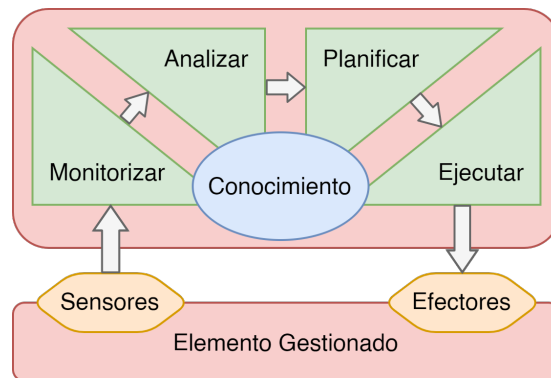 Analizar
Planificar
Monitorizar
Conocimiento
Ejecutar
Sensores
Efectores
Elemento Gestionado